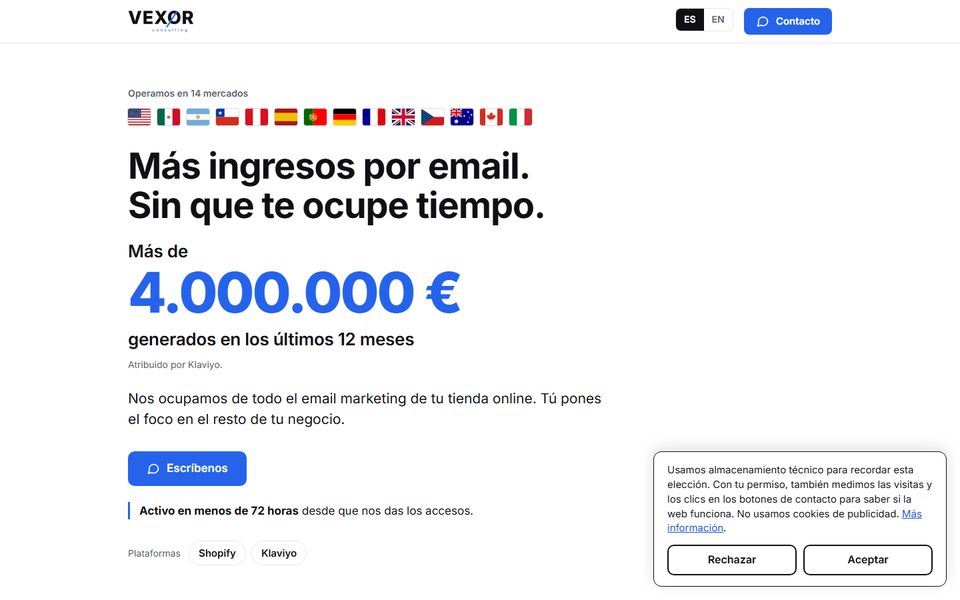 VEXOR
consulting
ES EN
Contacto
Operamos en 14 mercados
Más ingresos por email.
Sin que te ocupe tiempo.
Más de
4.000.000 €
generados en los últimos 12 meses
Atribuido por Klaviyo.
Nos ocupamos de todo el email marketing de tu tienda online. Tú pones
el foco en el resto de tu negocio.
Escríbenos
Activo en menos de 72 horas desde que nos das los accesos.
Plataformas Shopify Klaviyo
Usamos almacenamiento técnico para recordar esta
elección. Con tu permiso, también medimos las visitas y
los clics en los botones de contacto para saber si la
web funciona. No usamos cookies de publicidad. Más
información.
Rechazar Aceptar